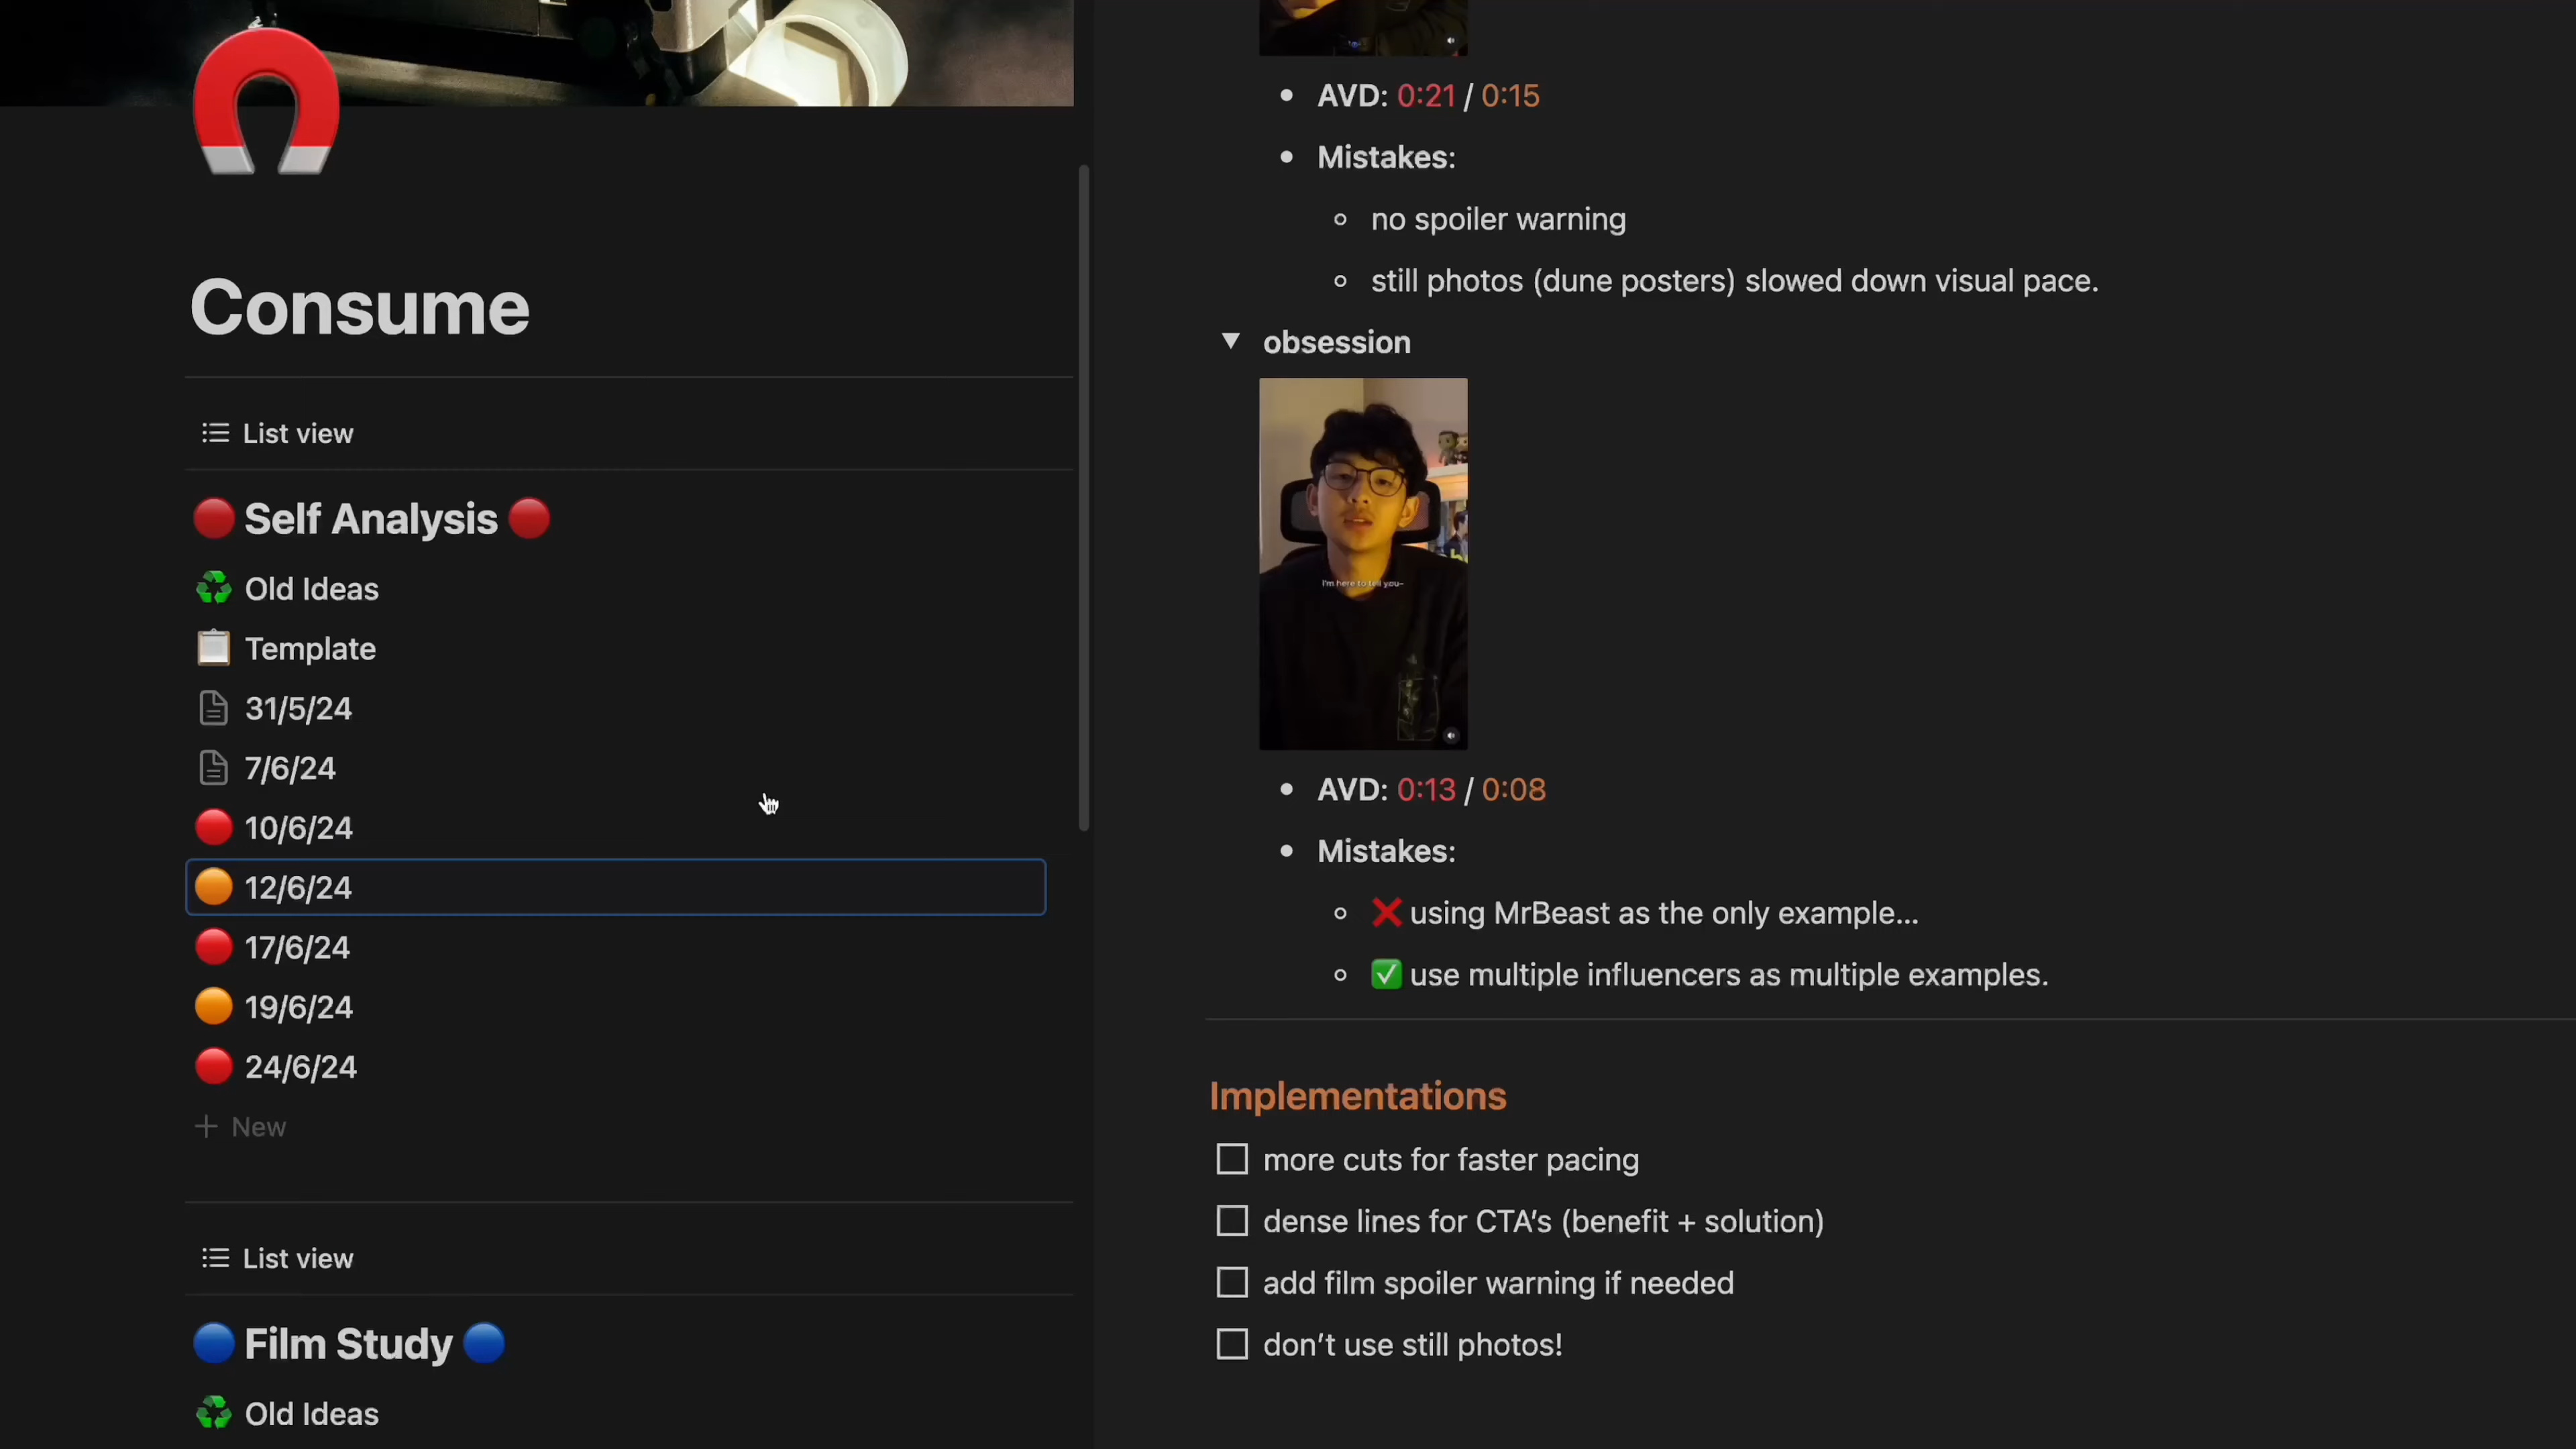 Consume
List view
Self Analysis
Old Ideas
Template
31/5/24
7/6/24
10/6/24
12/6/24
17/6/24
19/6/24
24/6/24
+ New
List view
Film Study
Old Ideas
• AVD: 0:21 / 0:15
• Mistakes:
◦ no spoiler warning
◦ still photos (dune posters) slowed down visual pace.
▼ obsession
I'm here to tell you–
• AVD: 0:13 / 0:08
• Mistakes:
◦ ❌ using MrBeast as the only example...
◦ ✅ use multiple influencers as multiple examples.
Implementations
more cuts for faster pacing
dense lines for CTA's (benefit + solution)
add film spoiler warning if needed
don't use still photos!